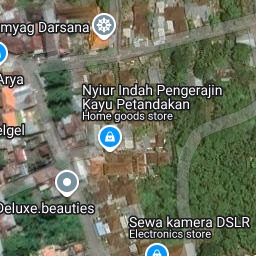 myag Darsana
Arya
Nyiur Indah Pengerajin
Kayu Petandakan
Home goods store
elgel
Deluxe.beauties
Sewa kamera DSLR
Electronics store